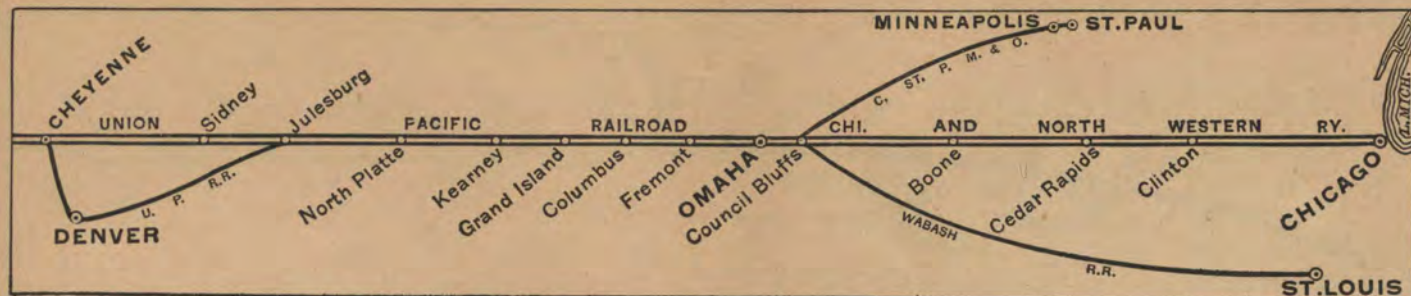 MINNEAPOLIS ST. PAUL
C. ST. P. M. & O.
L. MICH.
CHEYENNE
Sidney
Julesburg
UNION PACIFIC RAILROAD
CHI. AND NORTH WESTERN RY.
North Platte
Kearney
Grand Island
Columbus
Fremont
OMAHA
Council Bluffs
Boone
Cedar Rapids
Clinton
CHICAGO
U. P. R.R.
DENVER
WABASH R.R.
ST. LOUIS